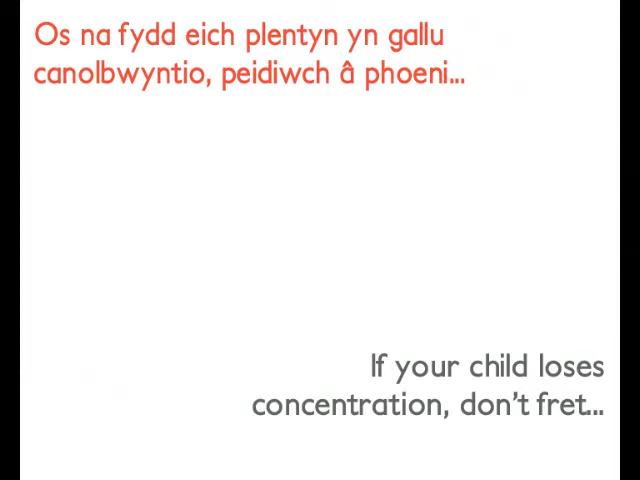 Os na fydd eich plentyn yn gallu
canolbwyntio, peidiwch â phoeni...
If your child loses
concentration, don't fret...